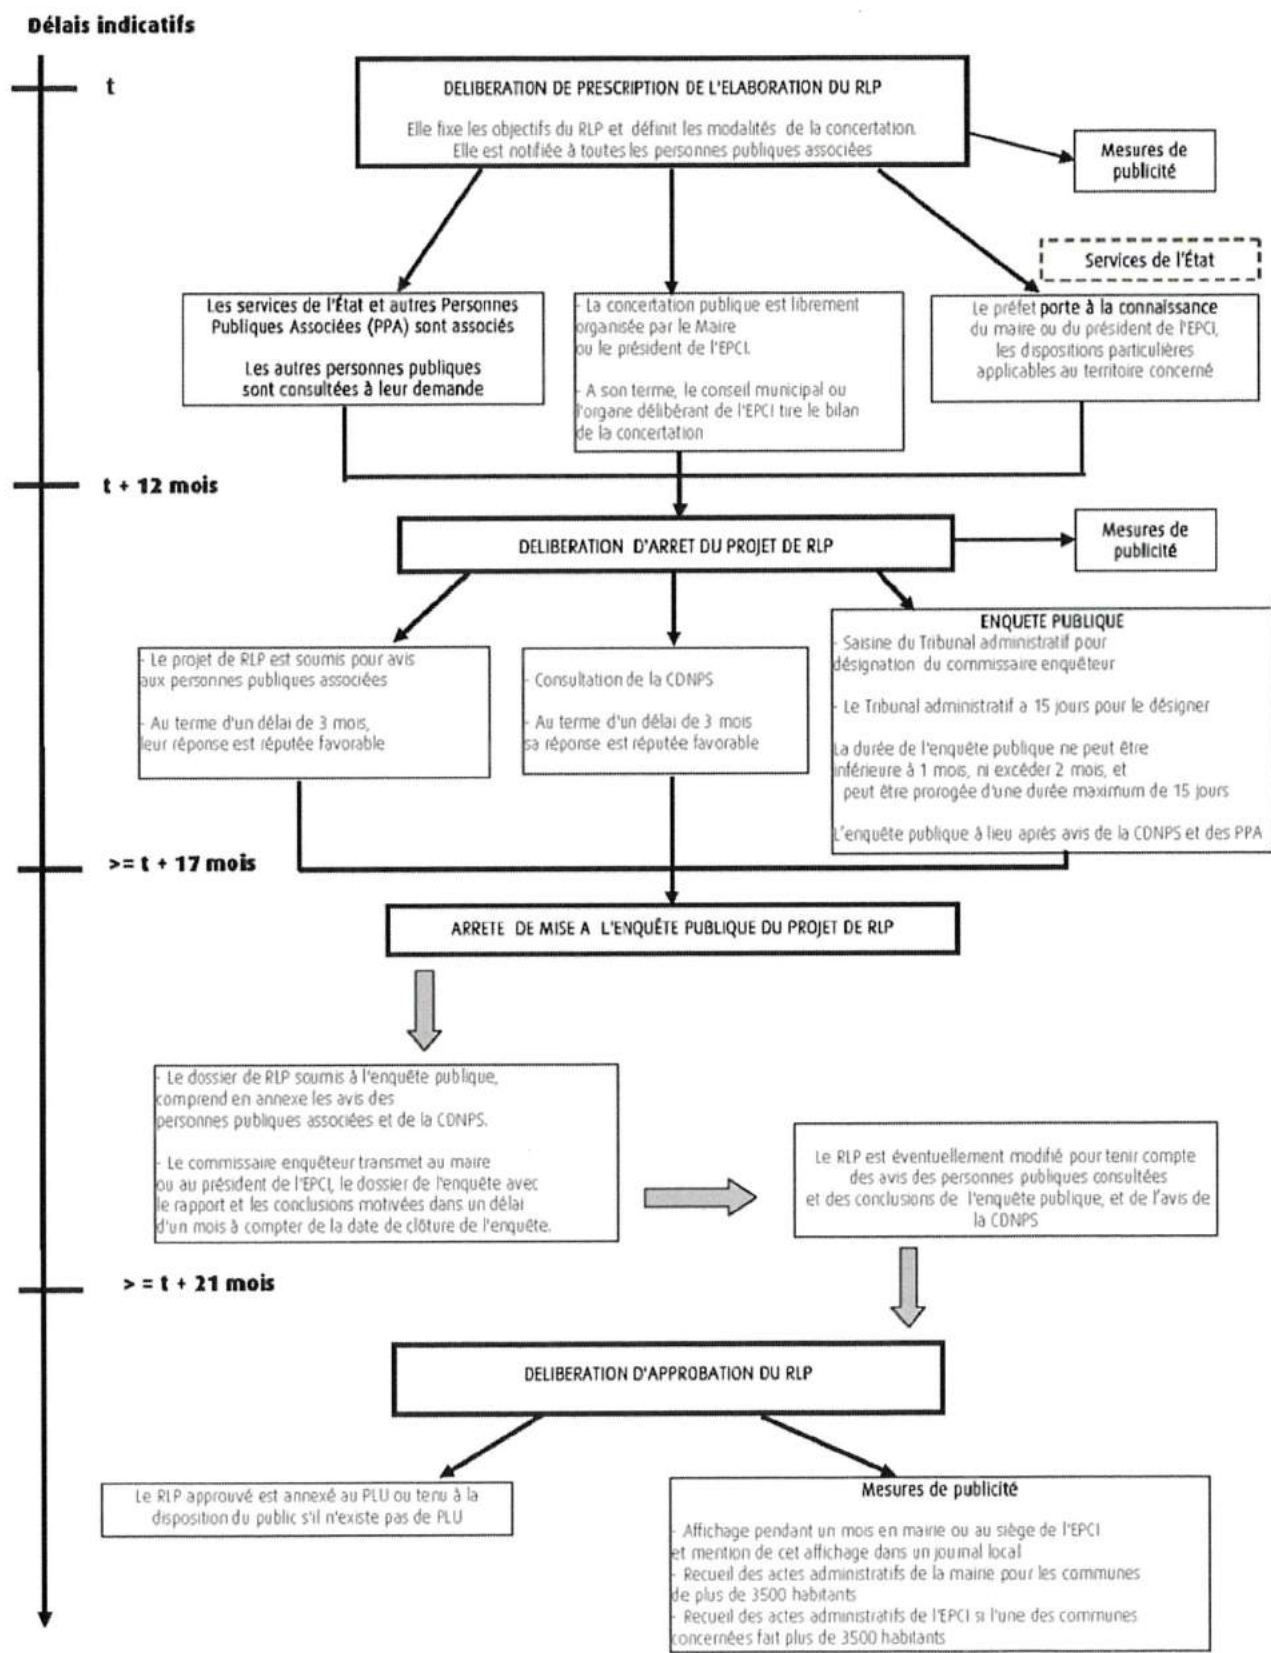 Délais indicatifs
t
DELIBERATION DE PRESCRIPTION DE L'ELABORATION DU RLP
Elle fixe les objectifs du RLP et définit les modalités de la concertation.
Elle est notifiée à toutes les personnes publiques associées
Mesures de
publicité
Services de l'État
Les services de l'État et autres Personnes
Publiques Associées (PPA) sont associés
Les autres personnes publiques
sont consultées à leur demande
- La concertation publique est librement
organisée par le Maire
ou le président de l'EPCI.
- A son terme, le conseil municipal ou
l'organe délibérant de l'EPCI tire le bilan
de la concertation
Le préfet porte à la connaissance
du maire ou du président de l'EPCI,
les dispositions particulières
applicables au territoire concerné
t + 12 mois
DELIBERATION D'ARRET DU PROJET DE RLP
Mesures de
publicité
- Le projet de RLP est soumis pour avis
aux personnes publiques associées
- Au terme d'un délai de 3 mois,
leur réponse est réputée favorable
- Consultation de la CDNPS
- Au terme d'un délai de 3 mois
sa réponse est réputée favorable
ENQUETE PUBLIQUE
- Saisine du Tribunal administratif pour
désignation du commissaire enquêteur
- Le Tribunal administratif a 15 jours pour le désigner
La durée de l'enquête publique ne peut être
inférieure à 1 mois, ni excéder 2 mois, et
peut être prorogée d'une durée maximum de 15 jours
L'enquête publique à lieu après avis de la CDNPS et des PPA
>= t + 17 mois
ARRETE DE MISE A L'ENQUÊTE PUBLIQUE DU PROJET DE RLP
- Le dossier de RLP soumis à l'enquête publique,
comprend en annexe les avis des
personnes publiques associées et de la CDNPS.
- Le commissaire enquêteur transmet au maire
ou au président de l'EPCI, le dossier de l'enquête avec
le rapport et les conclusions motivées dans un délai
d'un mois à compter de la date de clôture de l'enquête.
Le RLP est éventuellement modifié pour tenir compte
des avis des personnes publiques consultées
et des conclusions de l'enquête publique, et de l'avis de
la CDNPS
> = t + 21 mois
DELIBERATION D'APPROBATION DU RLP
Le RLP approuvé est annexé au PLU ou tenu à la
disposition du public s'il n'existe pas de PLU
Mesures de publicité
- Affichage pendant un mois en mairie ou au siège de l'EPCI
et mention de cet affichage dans un journal local
- Recueil des actes administratifs de la mairie pour les communes
de plus de 3500 habitants
- Recueil des actes administratifs de l'EPCI si l'une des communes
concernées fait plus de 3500 habitants